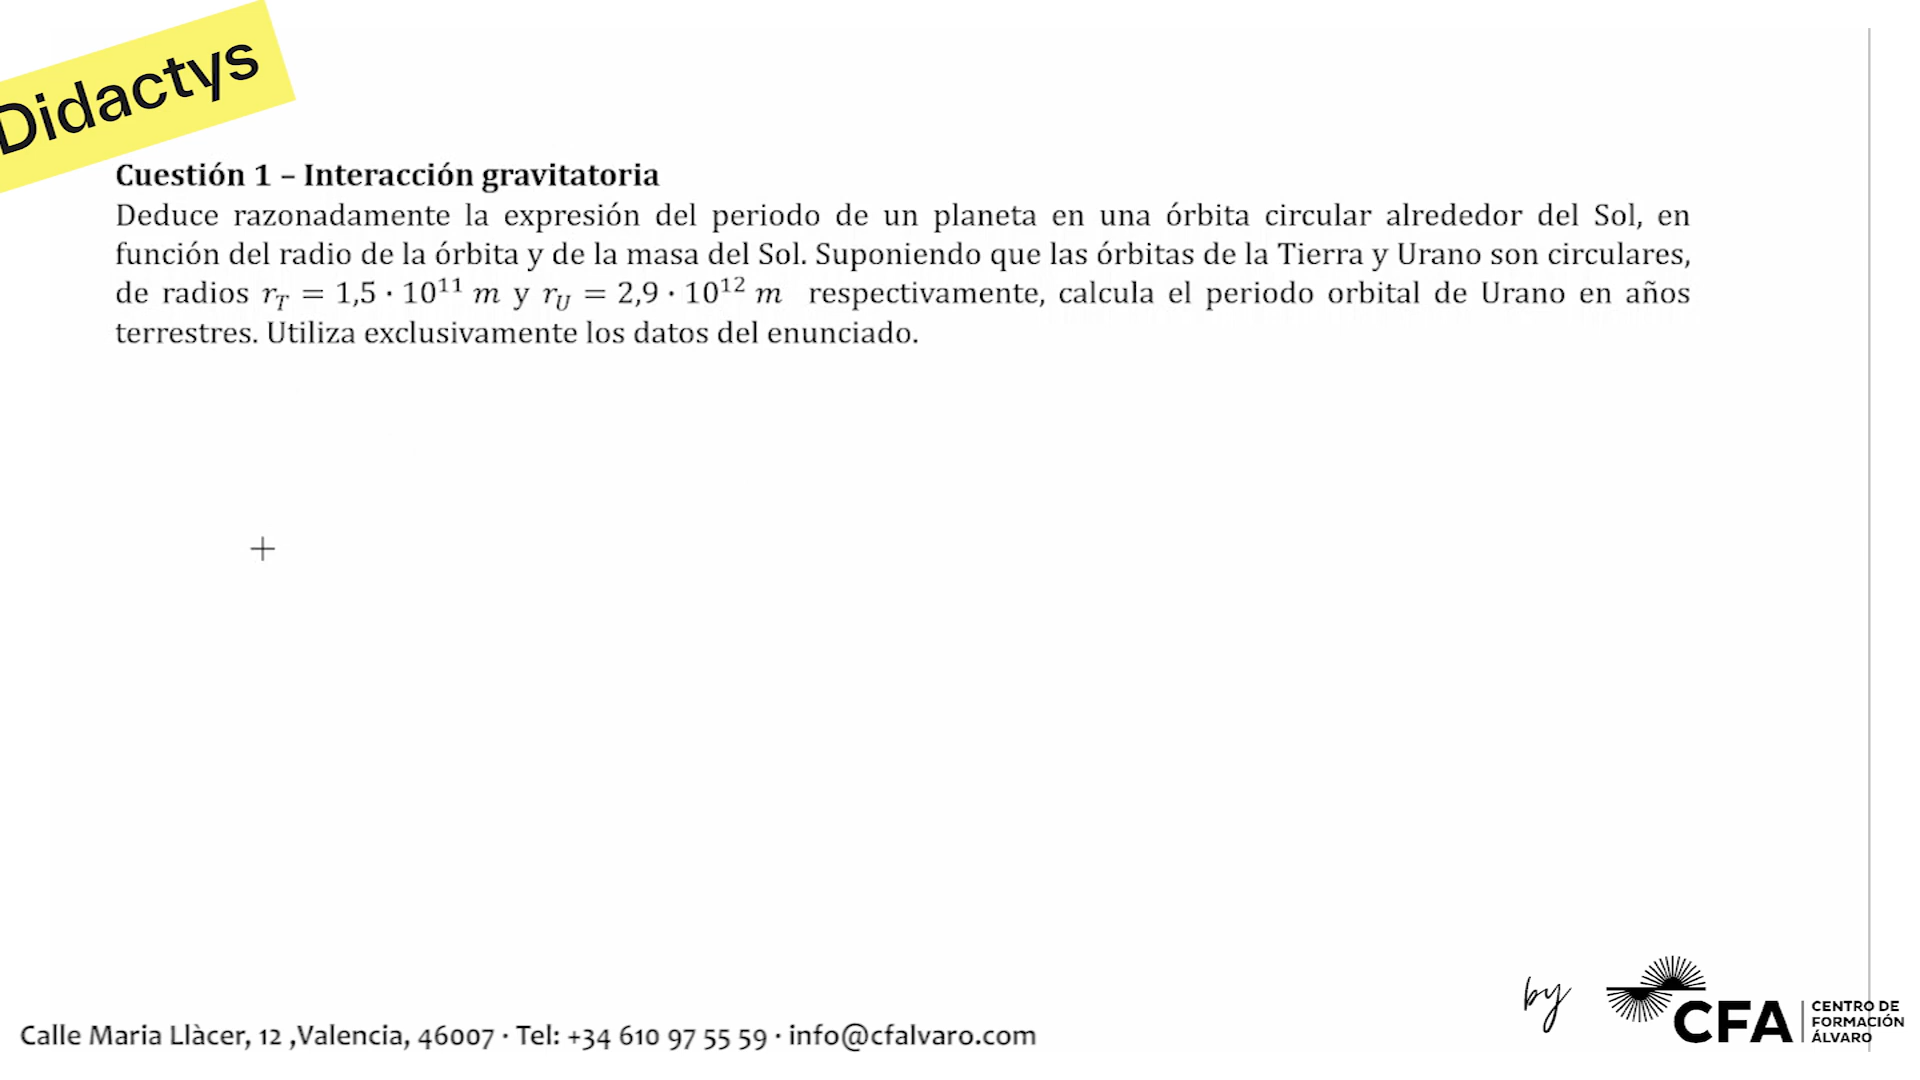 Didactys
Cuestión 1 – Interacción gravitatoria
Deduce razonadamente la expresión del periodo de un planeta en una órbita circular alrededor del Sol, en
función del radio de la órbita y de la masa del Sol. Suponiendo que las órbitas de la Tierra y Urano son circulares,
de radios r_T = 1,5 · 10¹¹ m y r_U = 2,9 · 10¹² m respectivamente, calcula el periodo orbital de Urano en años
terrestres. Utiliza exclusivamente los datos del enunciado.
by
CFA
CENTRO DE
FORMACIÓN
ÁLVARO
Calle Maria Llàcer, 12 ,Valencia, 46007 · Tel: +34 610 97 55 59 · info@cfalvaro.com